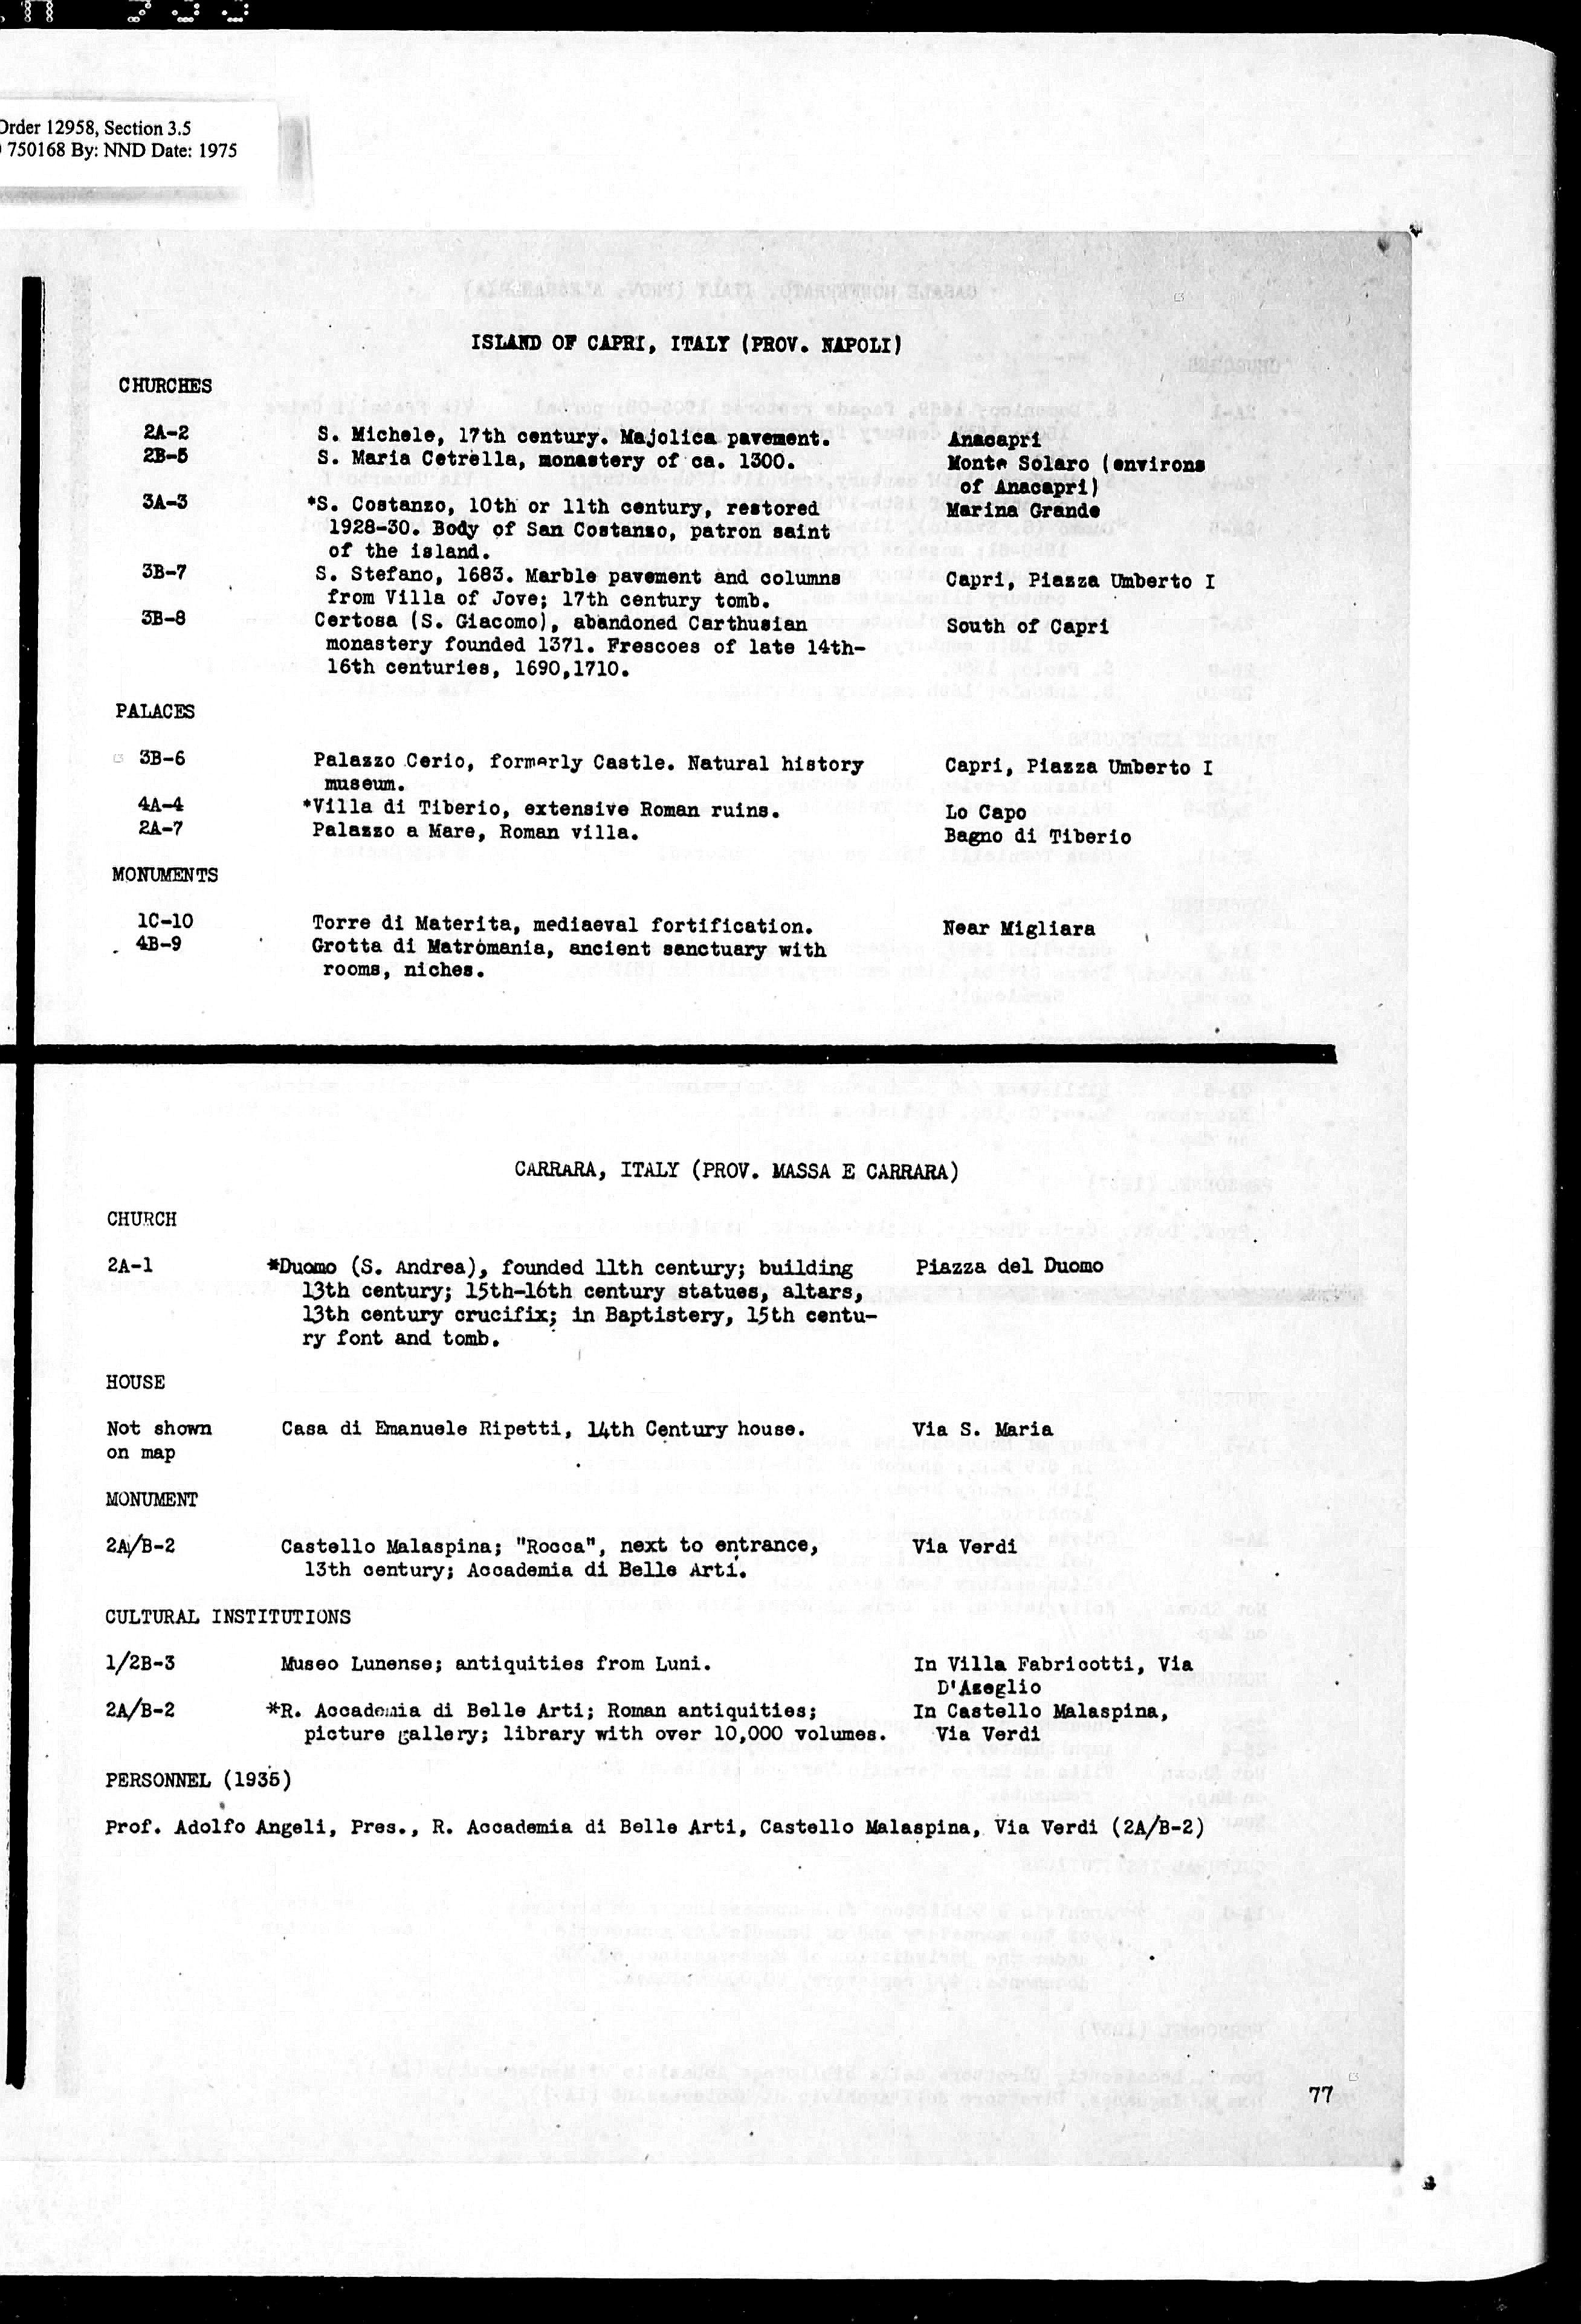 Order 12958, Section 3.5
750168 By: NND Date: 1975
ISLAND OF CAPRI, ITALY (PROV. NAPOLI)
CHURCHES
2A-2 S. Michele, 17th century. Majolica pavement. Anacapri
2B-5 S. Maria Cetrella, monastery of ca. 1300. Monte Solaro (environs
of Anacapri)
3A-3 *S. Costanzo, 10th or 11th century, restored Marina Grande
1928-30. Body of San Costanzo, patron saint
of the island.
3B-7 S. Stefano, 1683. Marble pavement and columns Capri, Piazza Umberto I
from Villa of Jove; 17th century tomb.
3B-8 Certosa (S. Giacomo), abandoned Carthusian South of Capri
monastery founded 1371. Frescoes of late 14th-
16th centuries, 1690,1710.
PALACES
3B-6 Palazzo Cerio, formerly Castle. Natural history Capri, Piazza Umberto I
museum.
4A-4 *Villa di Tiberio, extensive Roman ruins. Lo Capo
2A-7 Palazzo a Mare, Roman villa. Bagno di Tiberio
MONUMENTS
1C-10 Torre di Materita, mediaeval fortification. Near Migliara
4B-9 Grotta di Matromania, ancient sanctuary with
rooms, niches.
CARRARA, ITALY (PROV. MASSA E CARRARA)
CHURCH
2A-1 *Duomo (S. Andrea), founded 11th century; building Piazza del Duomo
13th century; 15th-16th century statues, altars,
13th century crucifix; in Baptistery, 15th centu-
ry font and tomb.
HOUSE
Not shown Casa di Emanuele Ripetti, 14th Century house. Via S. Maria
on map
MONUMENT
2A/B-2 Castello Malaspina; "Rocca", next to entrance, Via Verdi
13th century; Accademia di Belle Arti.
CULTURAL INSTITUTIONS
1/2B-3 Museo Lunense; antiquities from Luni. In Villa Fabricotti, Via
D'Azeglio
2A/B-2 *R. Accademia di Belle Arti; Roman antiquities; In Castello Malaspina,
picture gallery; library with over 10,000 volumes. Via Verdi
PERSONNEL (1935)
Prof. Adolfo Angeli, Pres., R. Accademia di Belle Arti, Castello Malaspina, Via Verdi (2A/B-2)
77